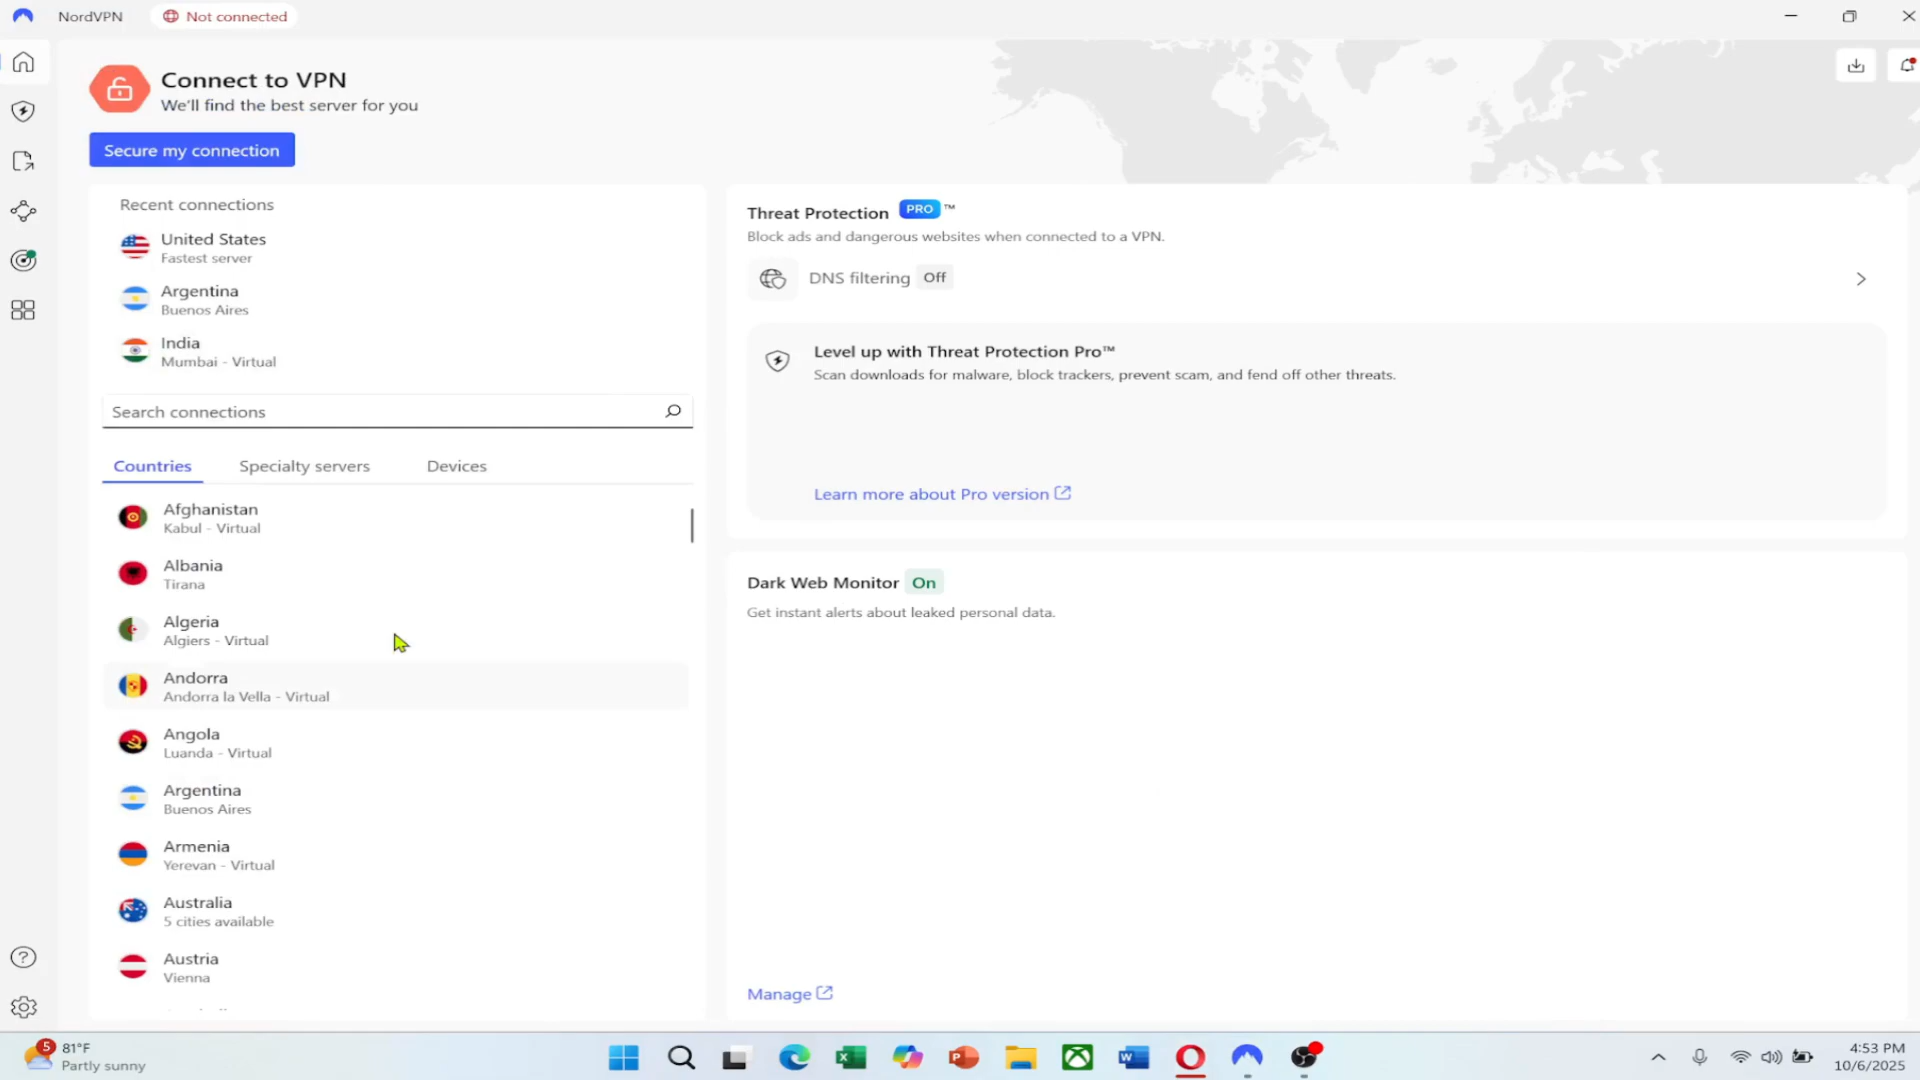 NordVPN
Not connected
Connect to VPN
We'll find the best server for you
Secure my connection
Recent connections
United States
Fastest server
Argentina
Buenos Aires
India
Mumbai - Virtual
Search connections
Countries
Specialty servers
Devices
Afghanistan
Kabul - Virtual
Albania
Tirana
Algeria
Algiers - Virtual
Andorra
Andorra la Vella - Virtual
Angola
Luanda - Virtual
Argentina
Buenos Aires
Armenia
Yerevan - Virtual
Australia
5 cities available
Austria
Vienna
Threat Protection PRO ™
Block ads and dangerous websites when connected to a VPN.
DNS filtering Off
Level up with Threat Protection Pro™
Scan downloads for malware, block trackers, prevent scam, and fend off other threats.
Learn more about Pro version
Dark Web Monitor On
Get instant alerts about leaked personal data.
Manage
5
81°F
Partly sunny
4:53 PM
10/6/2025